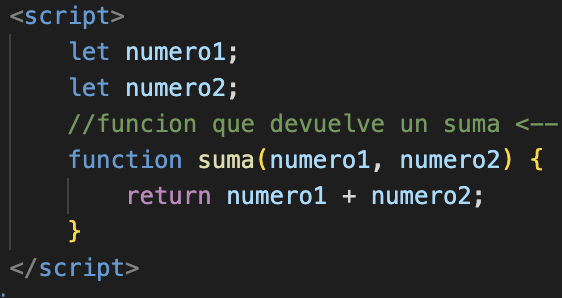 <script>
let numero1;
let numero2;
//funcion que devuelve un suma <--
function suma(numero1, numero2) {
return numero1 + numero2;
}
</script>